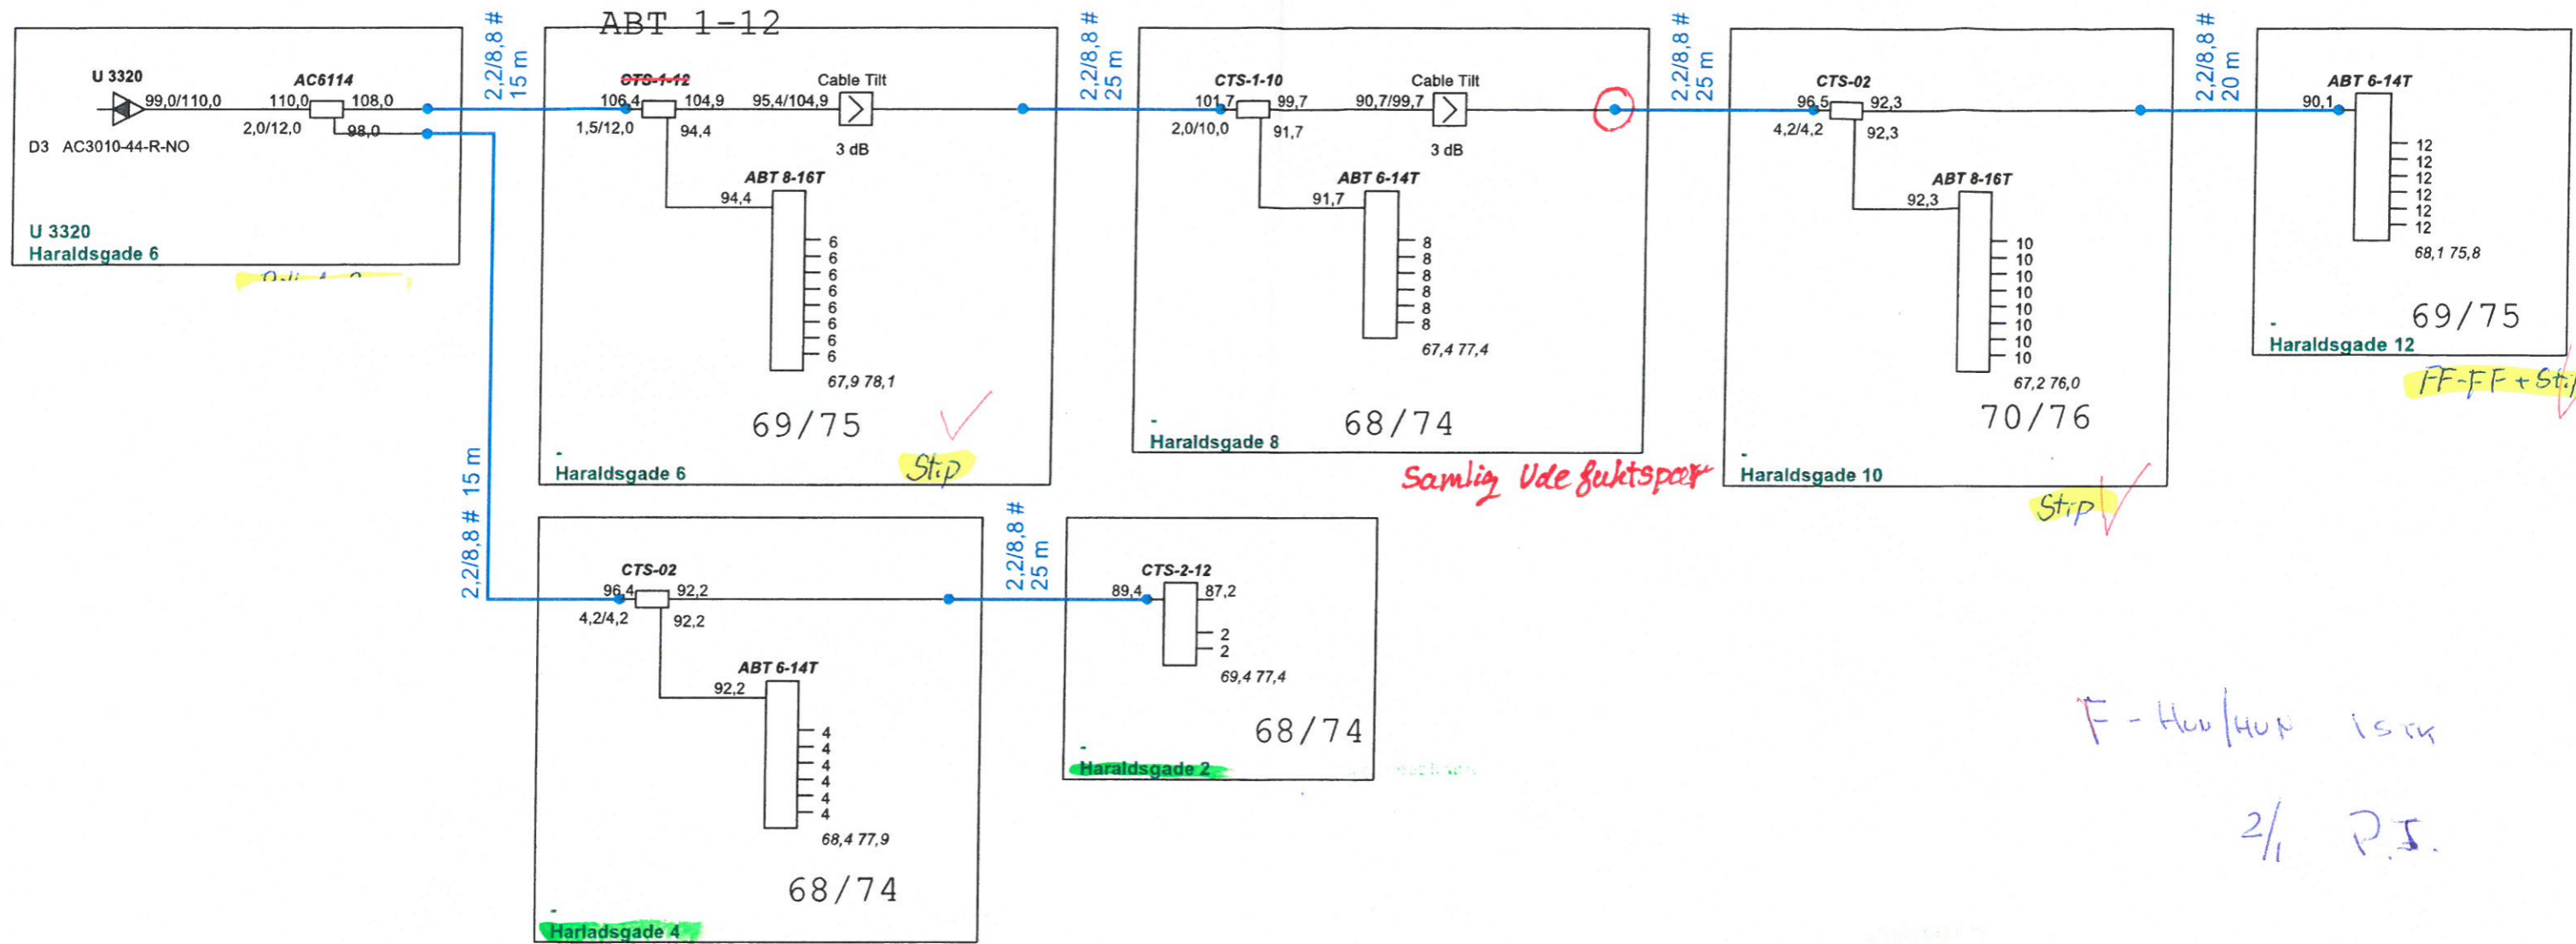 ABT 1-12
U 3320
99,0/110,0
D3 AC3010-44-R-NO
AC6114
110,0
108,0
2,0/12,0
98,0
U 3320
Haraldsgade 6
2,2/8,8 #
15 m
CTS-1-12
106,4
104,9
1,5/12,0
94,4
95,4/104,9
Cable Tilt
3 dB
ABT 8-16T
94,4
6
6
6
6
6
6
6
6
67,9 78,1
69/75
Stip
-
Haraldsgade 6
2,2/8,8 #
25 m
CTS-1-10
101,7
99,7
2,0/10,0
91,7
90,7/99,7
Cable Tilt
3 dB
ABT 6-14T
91,7
8
8
8
8
8
8
67,4 77,4
68/74
-
Haraldsgade 8
Samlig Ude fuktspær
2,2/8,8 #
25 m
CTS-02
96,5
92,3
4,2/4,2
92,3
ABT 8-16T
92,3
10
10
10
10
10
10
10
10
67,2 76,0
70/76
-
Haraldsgade 10
Stip
2,2/8,8 #
20 m
ABT 6-14T
90,1
12
12
12
12
12
12
68,1 75,8
69/75
-
Haraldsgade 12
FF-FF + Stip
2,2/8,8 # 15 m
CTS-02
96,4
92,2
4,2/4,2
92,2
ABT 6-14T
92,2
4
4
4
4
4
4
68,4 77,9
68/74
-
Harladsgade 4
2,2/8,8 #
25 m
CTS-2-12
89,4
87,2
2
2
69,4 77,4
68/74
-
Haraldsgade 2
F - HUN/HUN 1 STK
2/1 P.J.